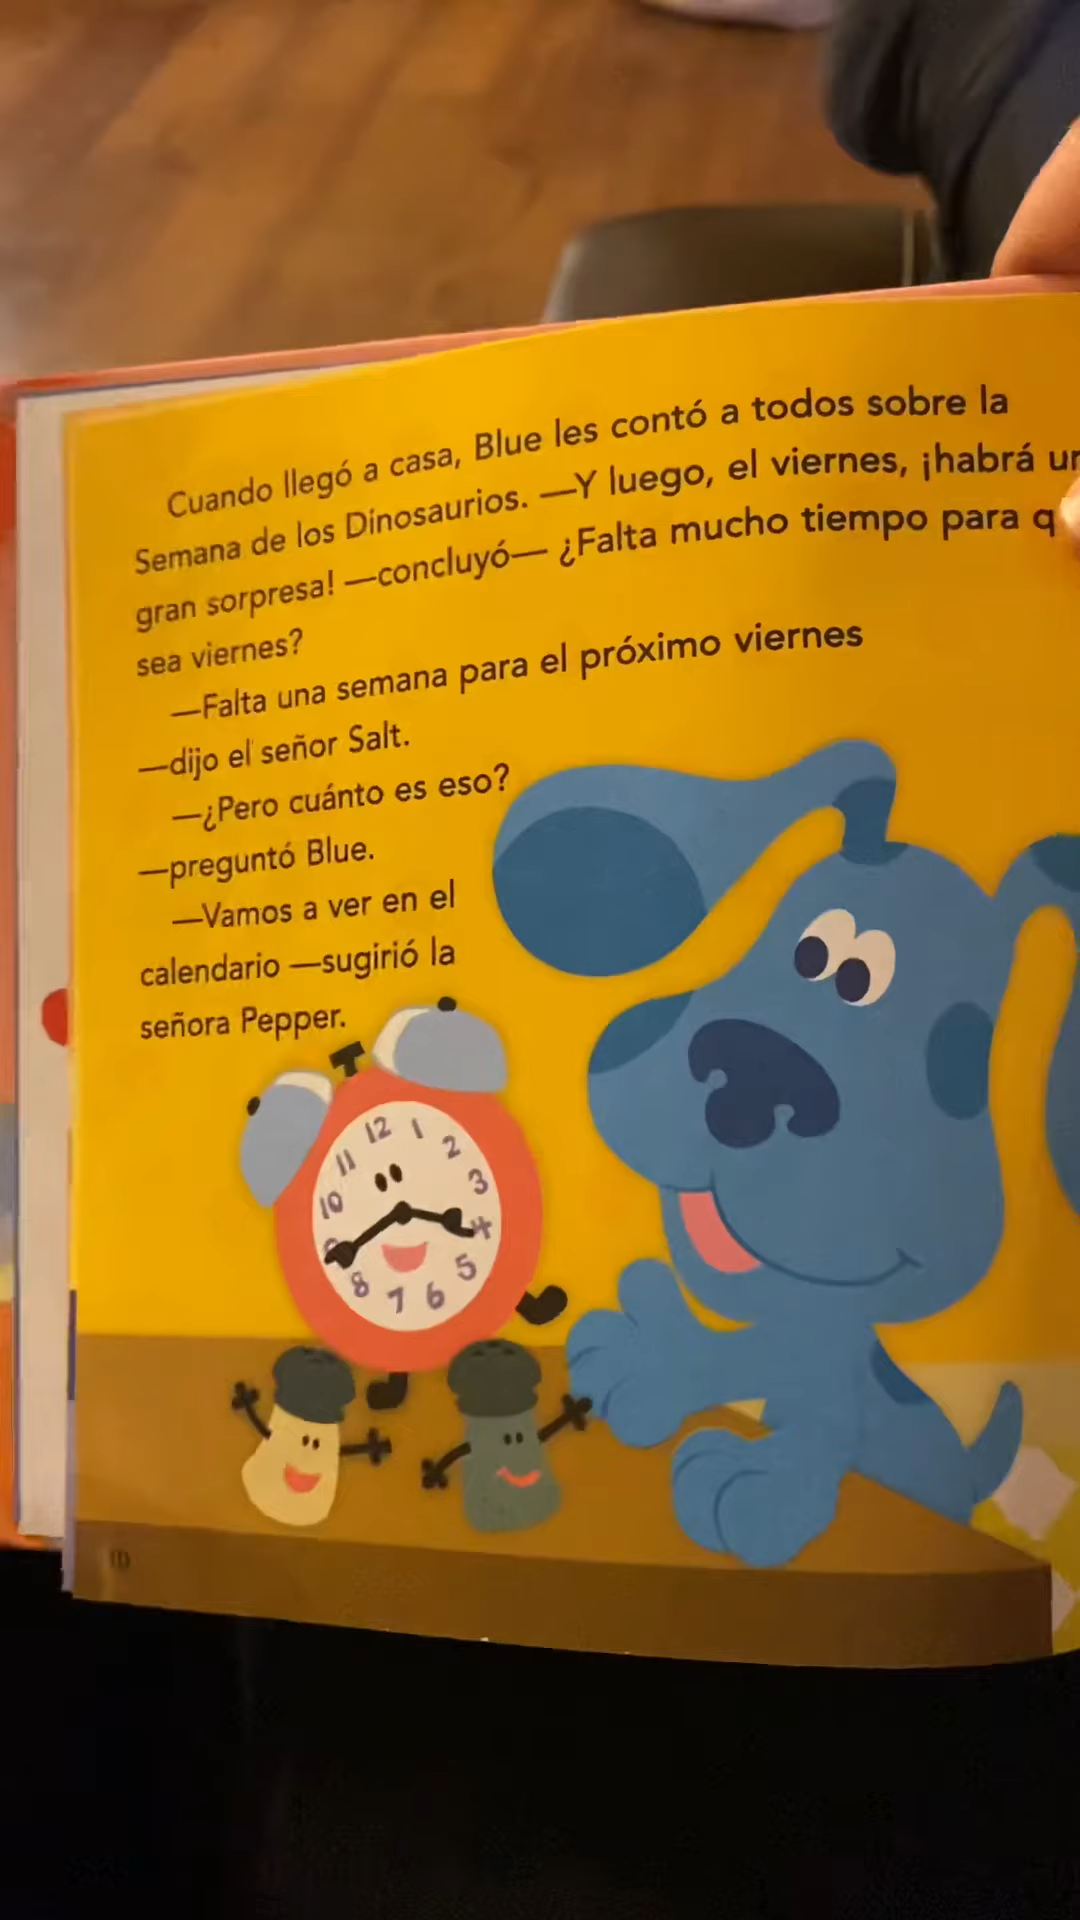 Cuando llegó a casa, Blue les contó a todos sobre la
Semana de los Dinosaurios. —Y luego, el viernes, ¡habrá
gran sorpresa! —concluyó— ¿Falta mucho tiempo para
sea viernes?
—Falta una semana para el próximo viernes
—dijo el señor Salt.
—¿Pero cuánto es eso?
—preguntó Blue.
—Vamos a ver en el
calendario —sugirió la
señora Pepper.
12
1
11
2
10
3
9
4
8
5
7
6
10